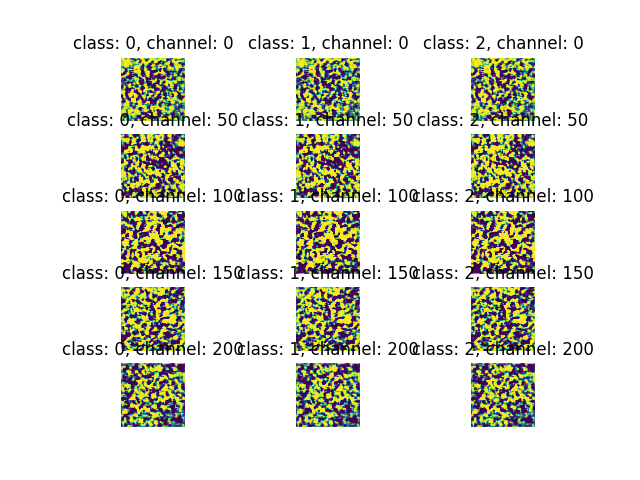 class: 0, channel: 0 class: 1, channel: 0 class: 2, channel: 0
class: 0, channel: 50 class: 1, channel: 50 class: 2, channel: 50
class: 0, channel: 100 class: 1, channel: 100 class: 2, channel: 100
class: 0, channel: 150 class: 1, channel: 150 class: 2, channel: 150
class: 0, channel: 200 class: 1, channel: 200 class: 2, channel: 200